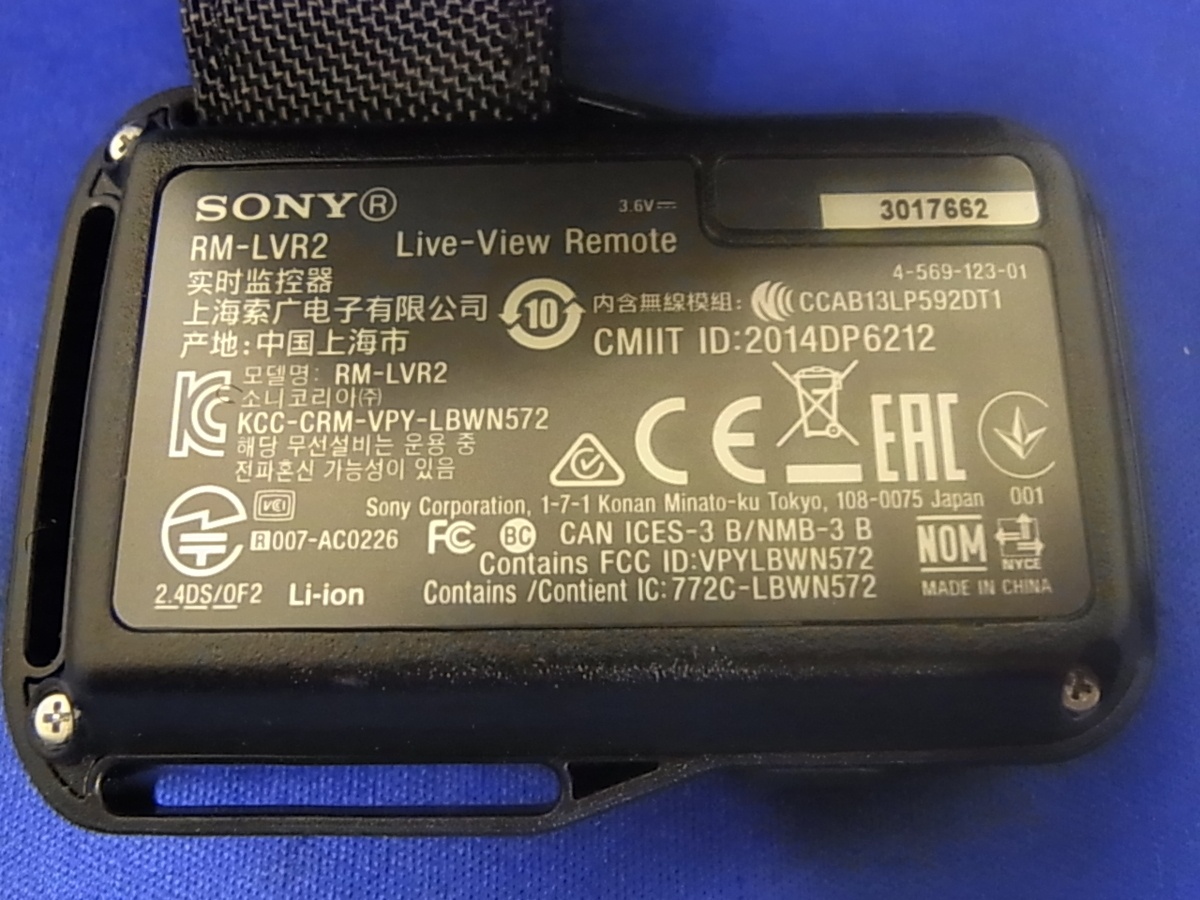 SONY® 3.6V⎓
3017662
RM-LVR2 Live-View Remote
4-569-123-01
实时监控器
上海索广电子有限公司
产地:中国上海市
10
内含無線模組: CCAB13LP592DT1
CMIIT ID:2014DP6212
모델명: RM-LVR2
소니코리아㈜
KCC-CRM-VPY-LBWN572
해당 무선설비는 운용 중
전파혼신 가능성이 있음
CE EAC
Sony Corporation, 1-7-1 Konan Minato-ku Tokyo, 108-0075 Japan 001
VCI
R 007-AC0226 FC BC CAN ICES-3 B/NMB-3 B NOM NYCE
Contains FCC ID:VPYLBWN572
2.4DS/OF2 Li-ion Contains /Contient IC:772C-LBWN572 MADE IN CHINA